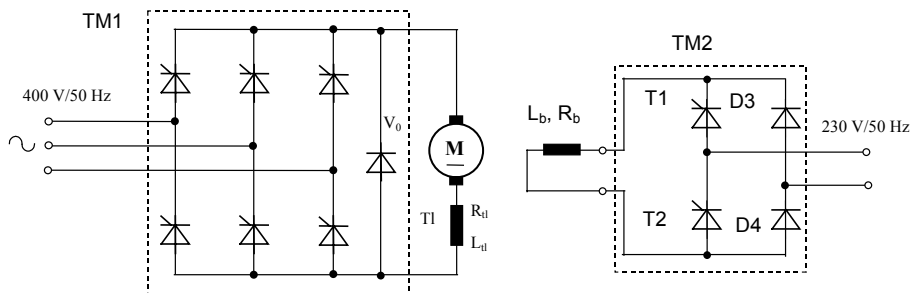 TM1
400 V/50 Hz
V0
M
Tl
Rtl
Ltl
TM2
Lb, Rb
T1
D3
230 V/50 Hz
T2
D4